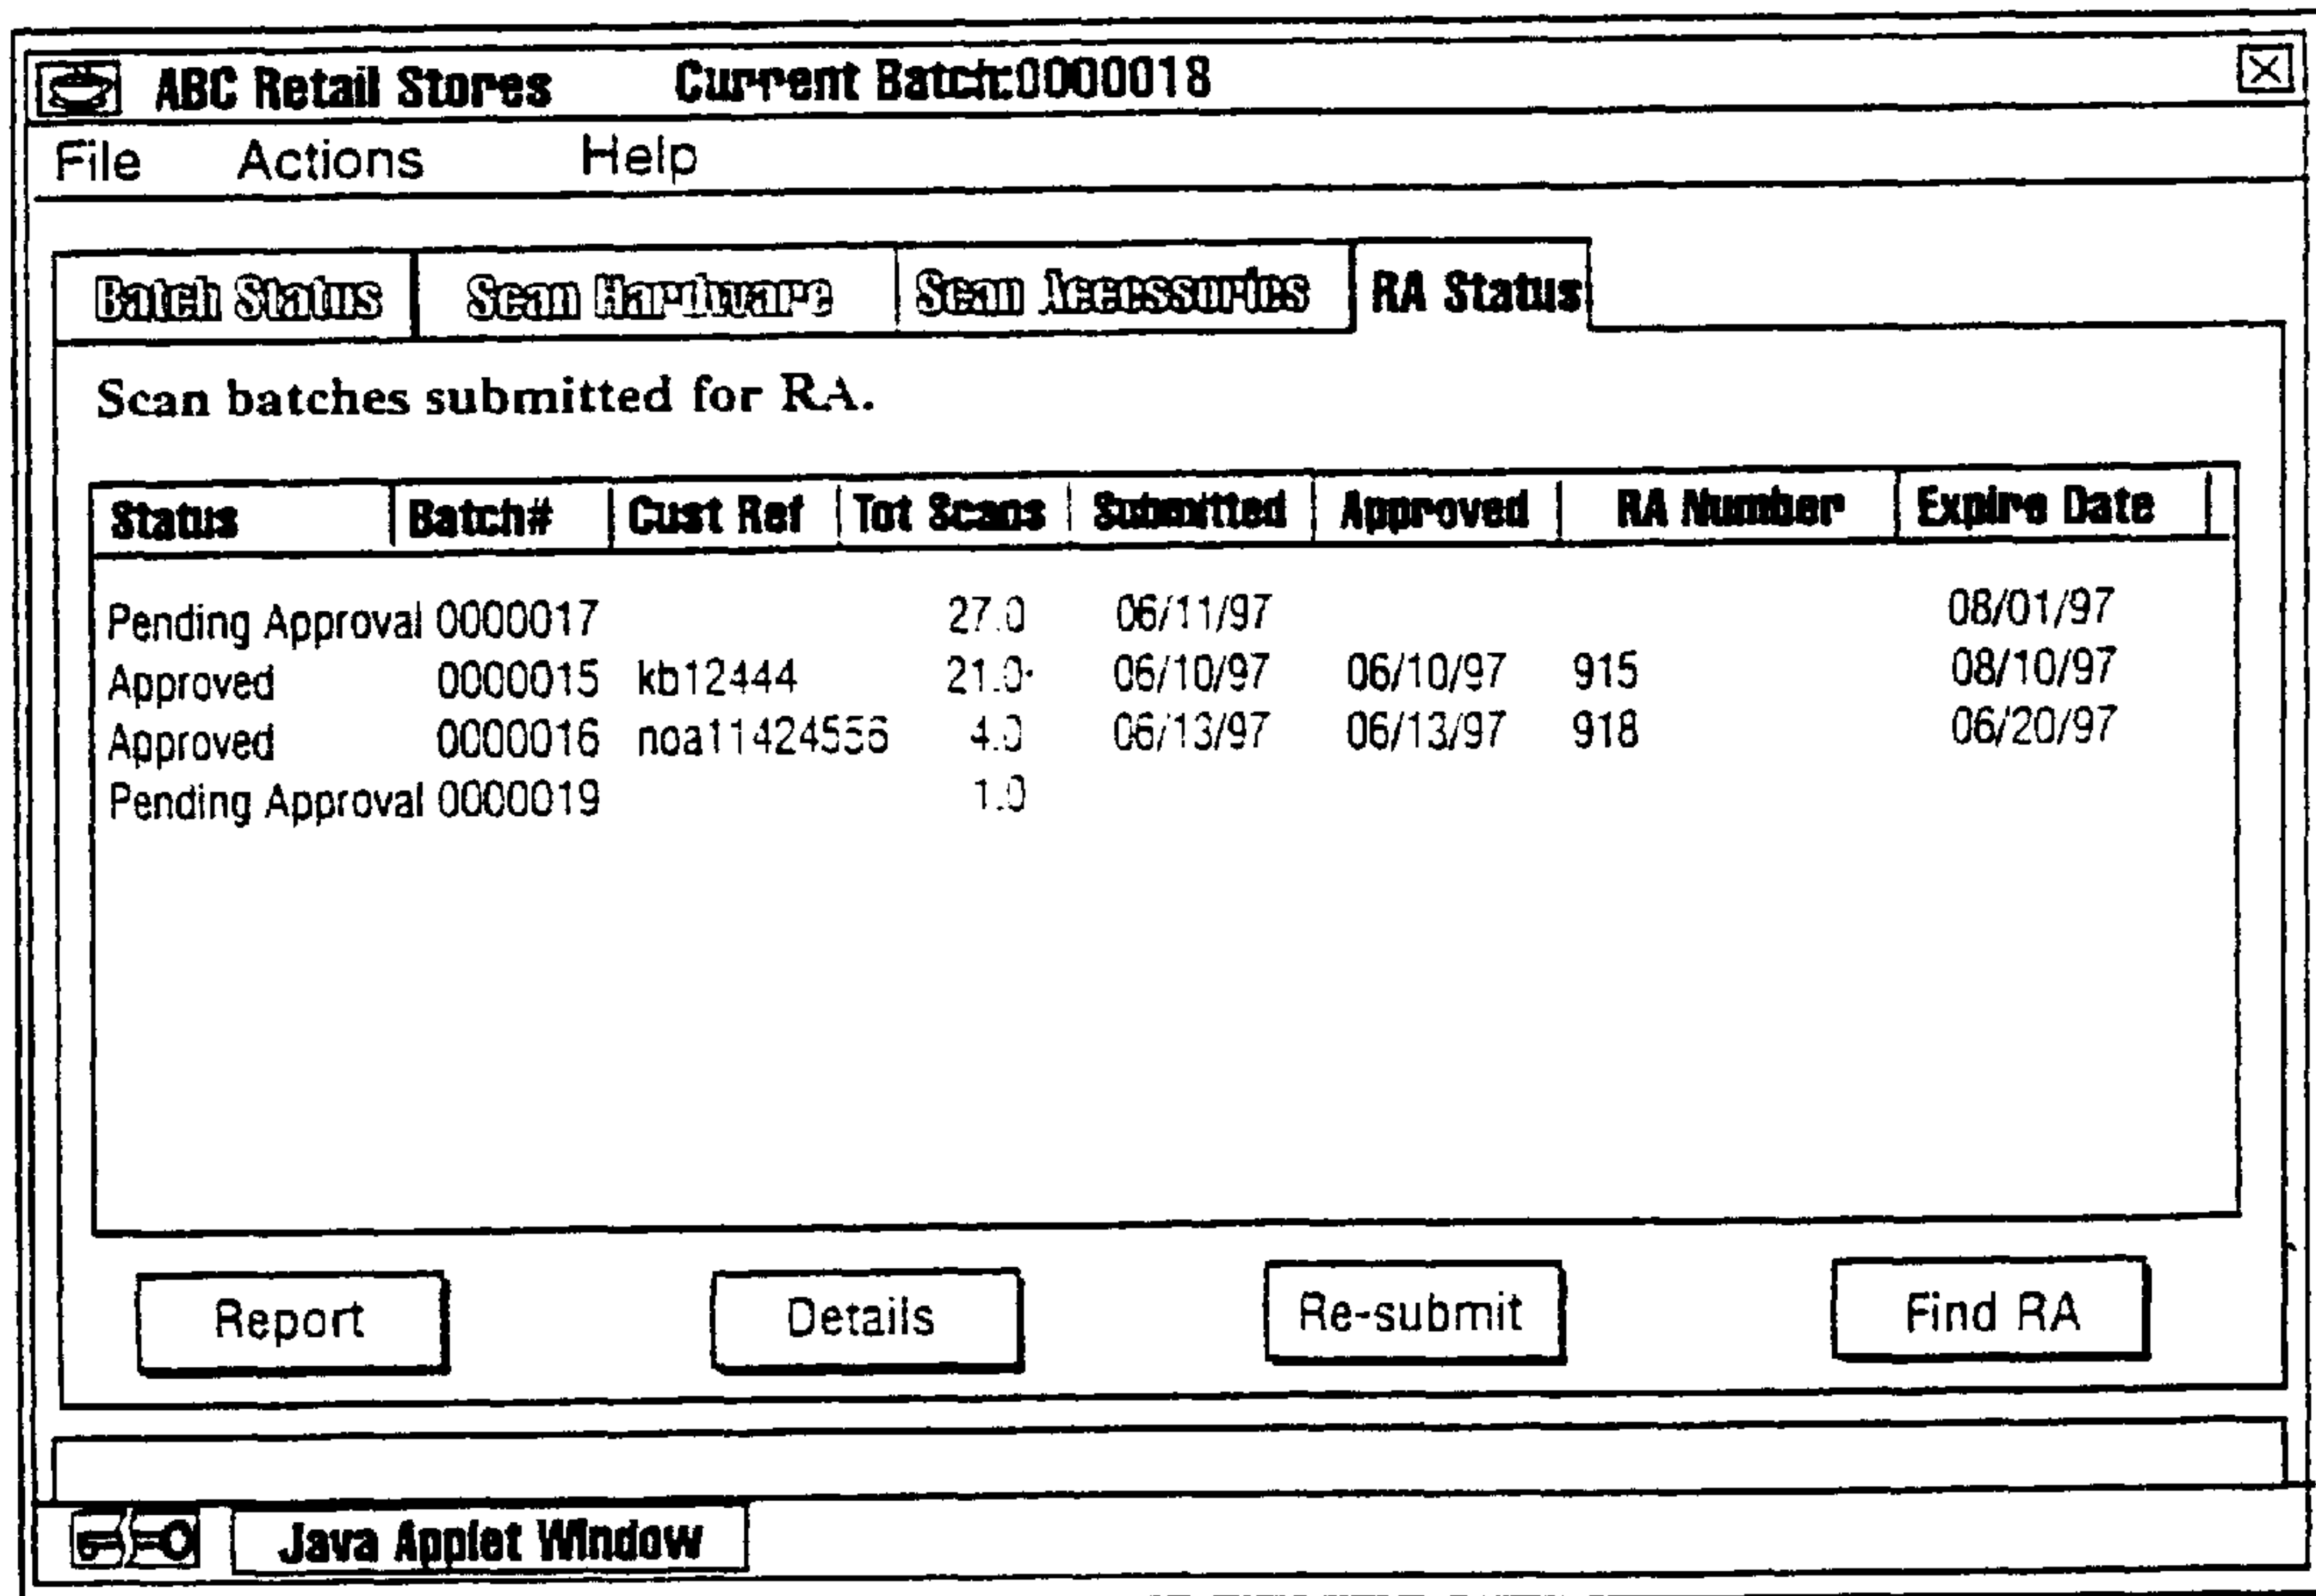 ABC Retail Stores Current Batch:0000018
File Actions Help
Batch Status Scan Hardware Scan Accessories RA Status
Scan batches submitted for RA.
Status Batch# Cust Ref Tot Scans Submitted Approved RA Number Expire Date
Pending Approval 0000017 27.0 06/11/97 08/01/97
Approved 0000015 kb12444 21.0 06/10/97 06/10/97 915 08/10/97
Approved 0000016 noa11424556 4.0 06/13/97 06/13/97 918 06/20/97
Pending Approval 0000019 1.0
Report Details Re-submit Find RA
Java Applet Window